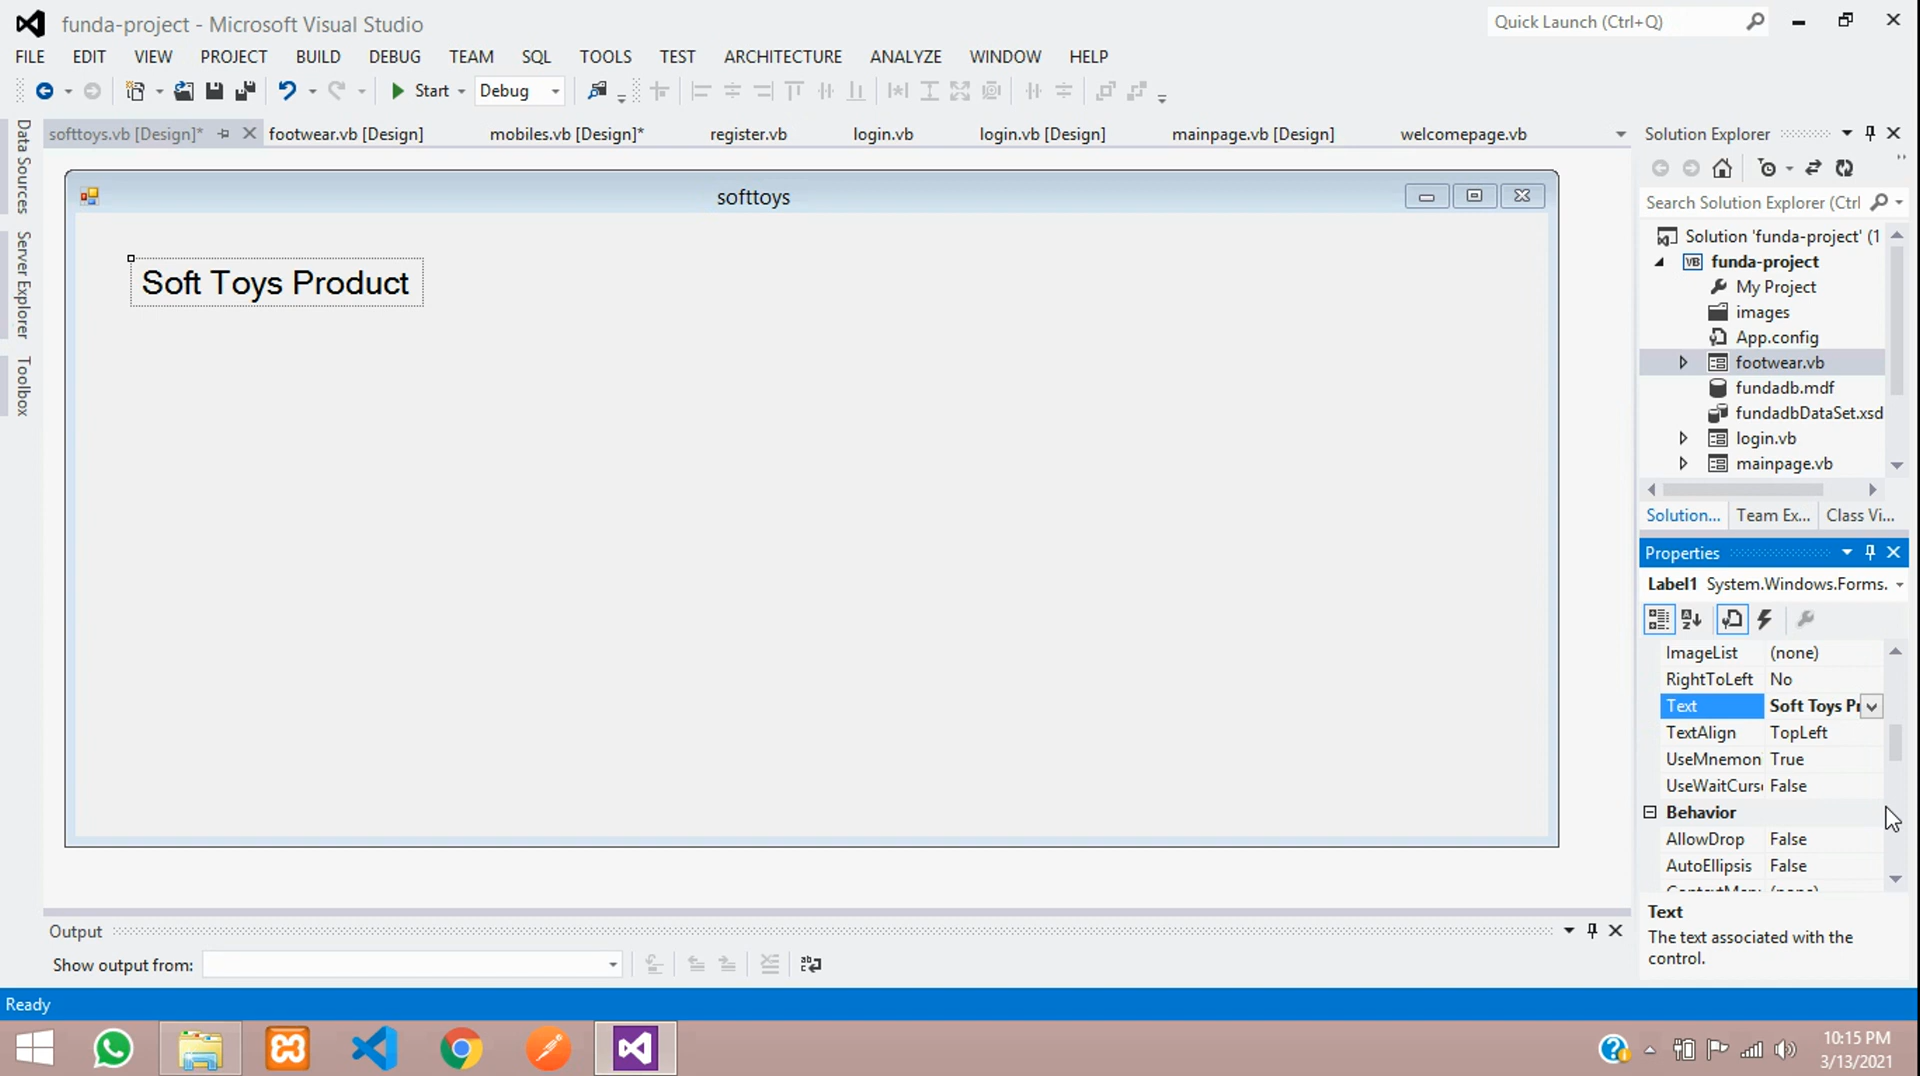 funda-project - Microsoft Visual Studio
Quick Launch (Ctrl+Q)
FILE EDIT VIEW PROJECT BUILD DEBUG TEAM SQL TOOLS TEST ARCHITECTURE ANALYZE WINDOW HELP
Start Debug
softtoys.vb [Design]* footwear.vb [Design] mobiles.vb [Design]* register.vb login.vb login.vb [Design] mainpage.vb [Design] welcomepage.vb
Data Sources
Server Explorer
Toolbox
softtoys
Soft Toys Product
Solution Explorer
Search Solution Explorer (Ctrl
Solution 'funda-project' (1
VB funda-project
My Project
images
App.config
footwear.vb
fundadb.mdf
fundadbDataSet.xsd
login.vb
mainpage.vb
Solution... Team Ex... Class Vi...
Properties
Label1 System.Windows.Forms.
ImageList (none)
RightToLeft No
Text Soft Toys Pr
TextAlign TopLeft
UseMnemon True
UseWaitCurs False
Behavior
AllowDrop False
AutoEllipsis False
Text
The text associated with the
control.
Output
Show output from:
Ready
10:15 PM
3/13/2021